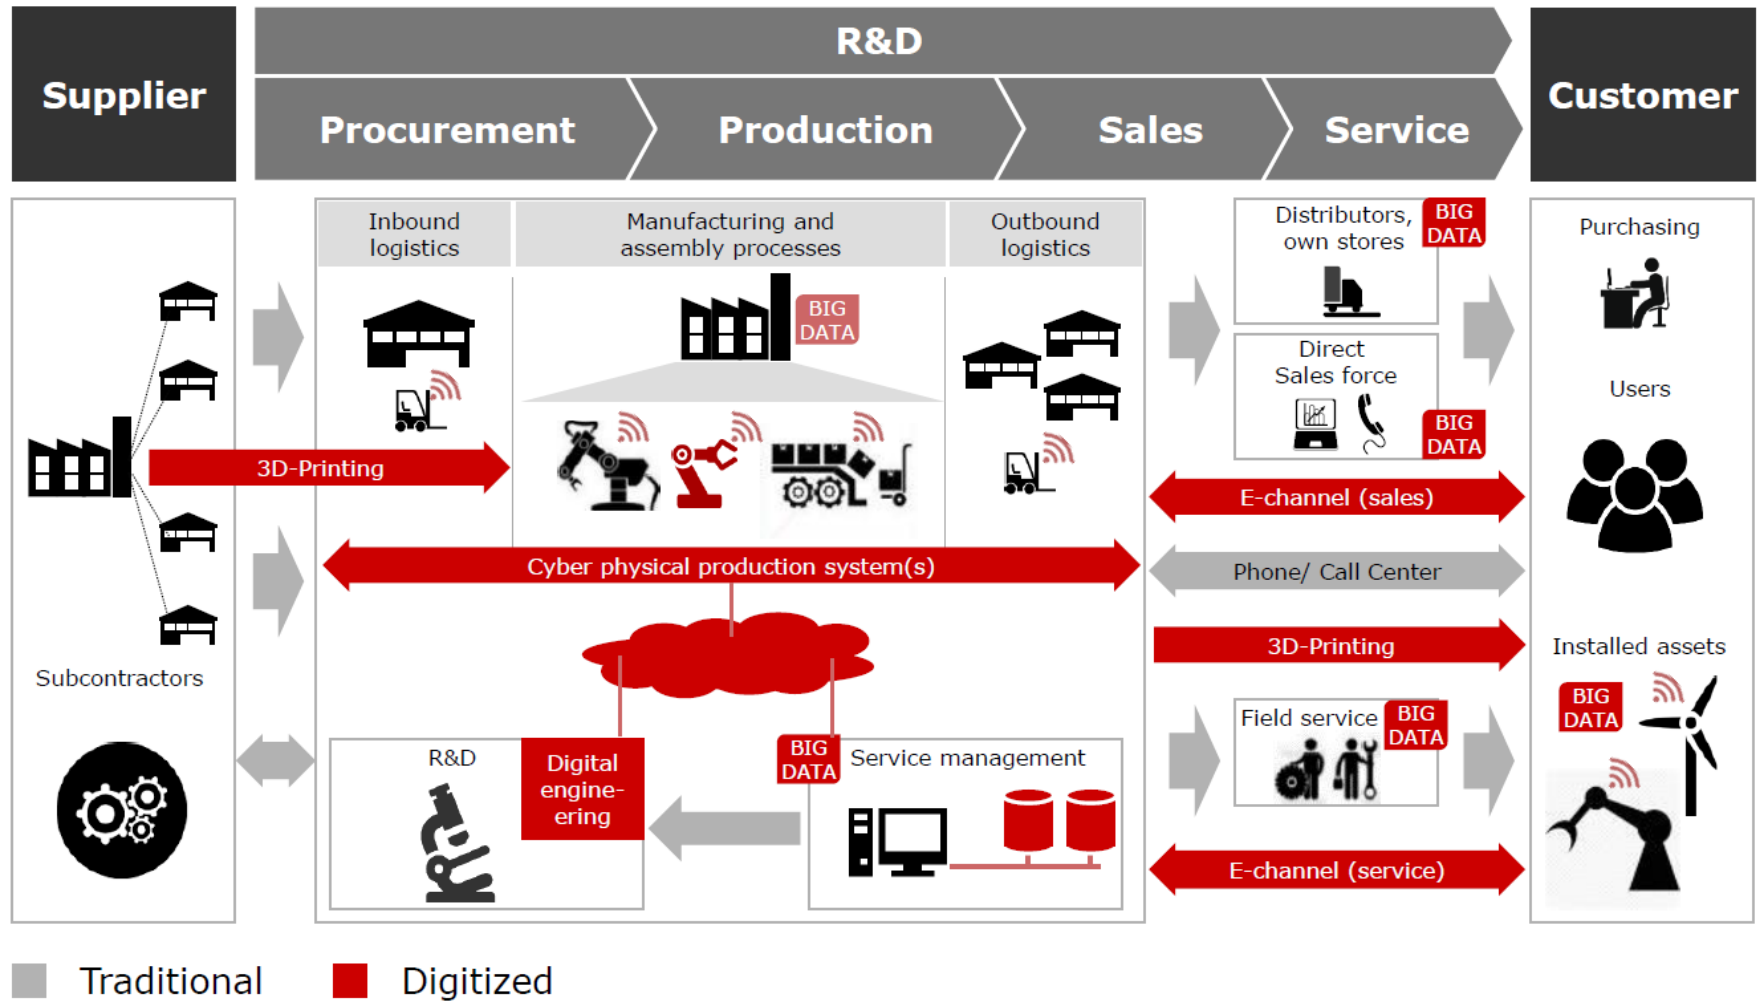 Supplier
R&D
Procurement
Production
Sales
Service
Customer
Inbound
logistics
Manufacturing and
assembly processes
Outbound
logistics
BIG
DATA
3D-Printing
Cyber physical production system(s)
Subcontractors
R&D
Digital
engine-
ering
BIG
DATA
Service management
Distributors,
own stores
BIG
DATA
Direct
Sales force
BIG
DATA
E-channel (sales)
Phone/ Call Center
3D-Printing
Field service
BIG
DATA
E-channel (service)
Purchasing
Users
Installed assets
BIG
DATA
Traditional
Digitized